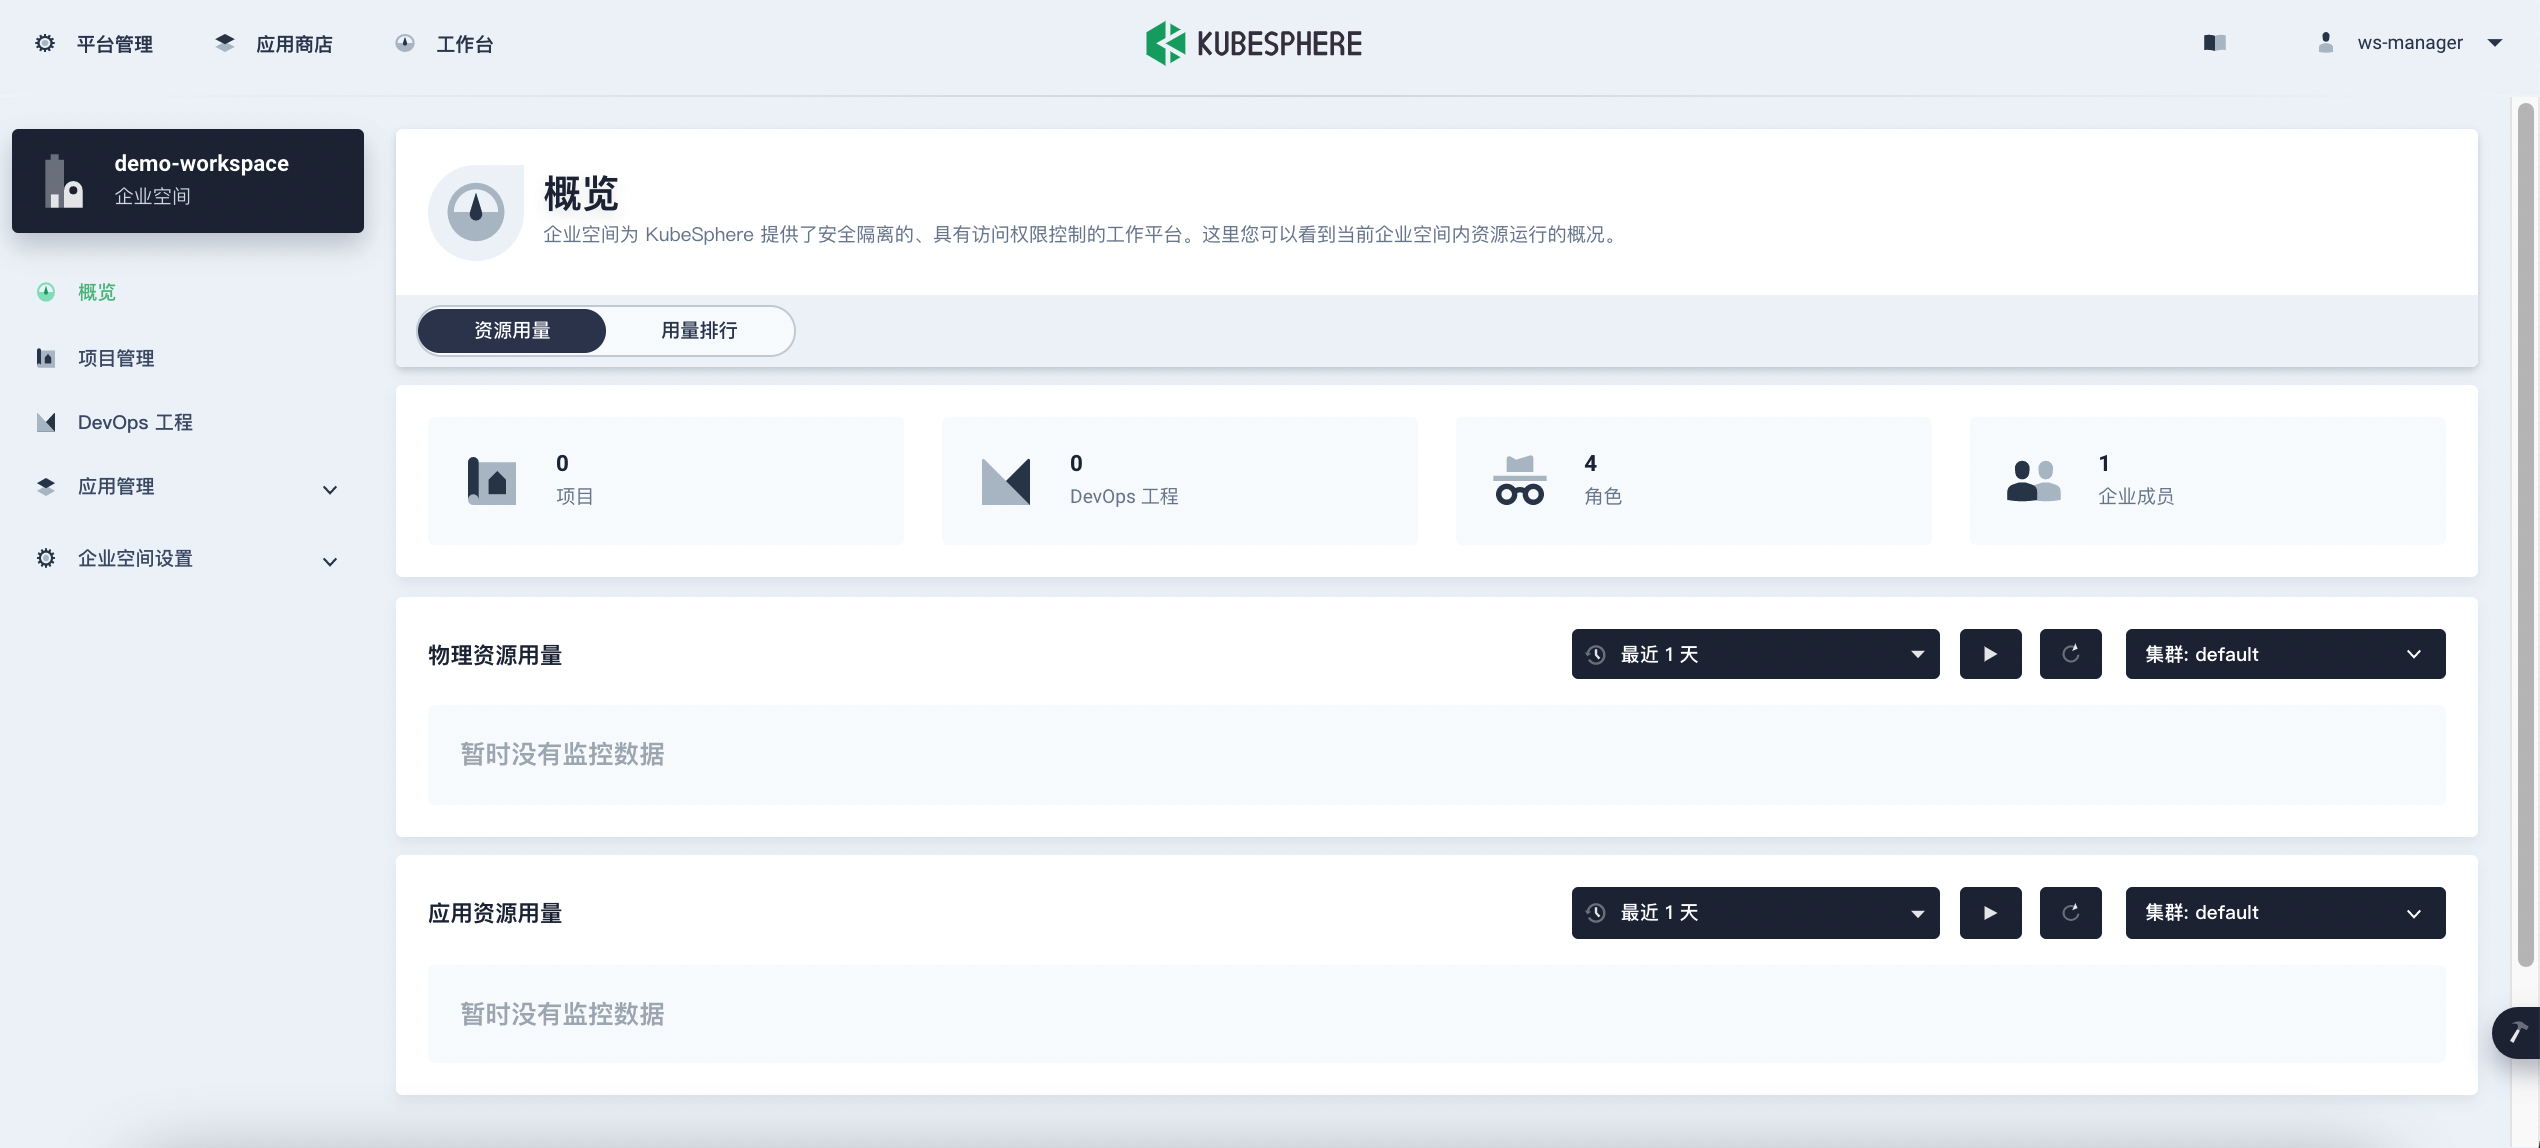 平台管理
应用商店
工作台
KUBESPHERE
ws-manager
demo-workspace
企业空间
概览
项目管理
DevOps 工程
应用管理
企业空间设置
概览
企业空间为 KubeSphere 提供了安全隔离的、具有访问权限控制的工作平台。这里您可以看到当前企业空间内资源运行的概况。
资源用量
用量排行
0
项目
0
DevOps 工程
4
角色
1
企业成员
物理资源用量
最近 1 天
集群: default
暂时没有监控数据
应用资源用量
最近 1 天
集群: default
暂时没有监控数据